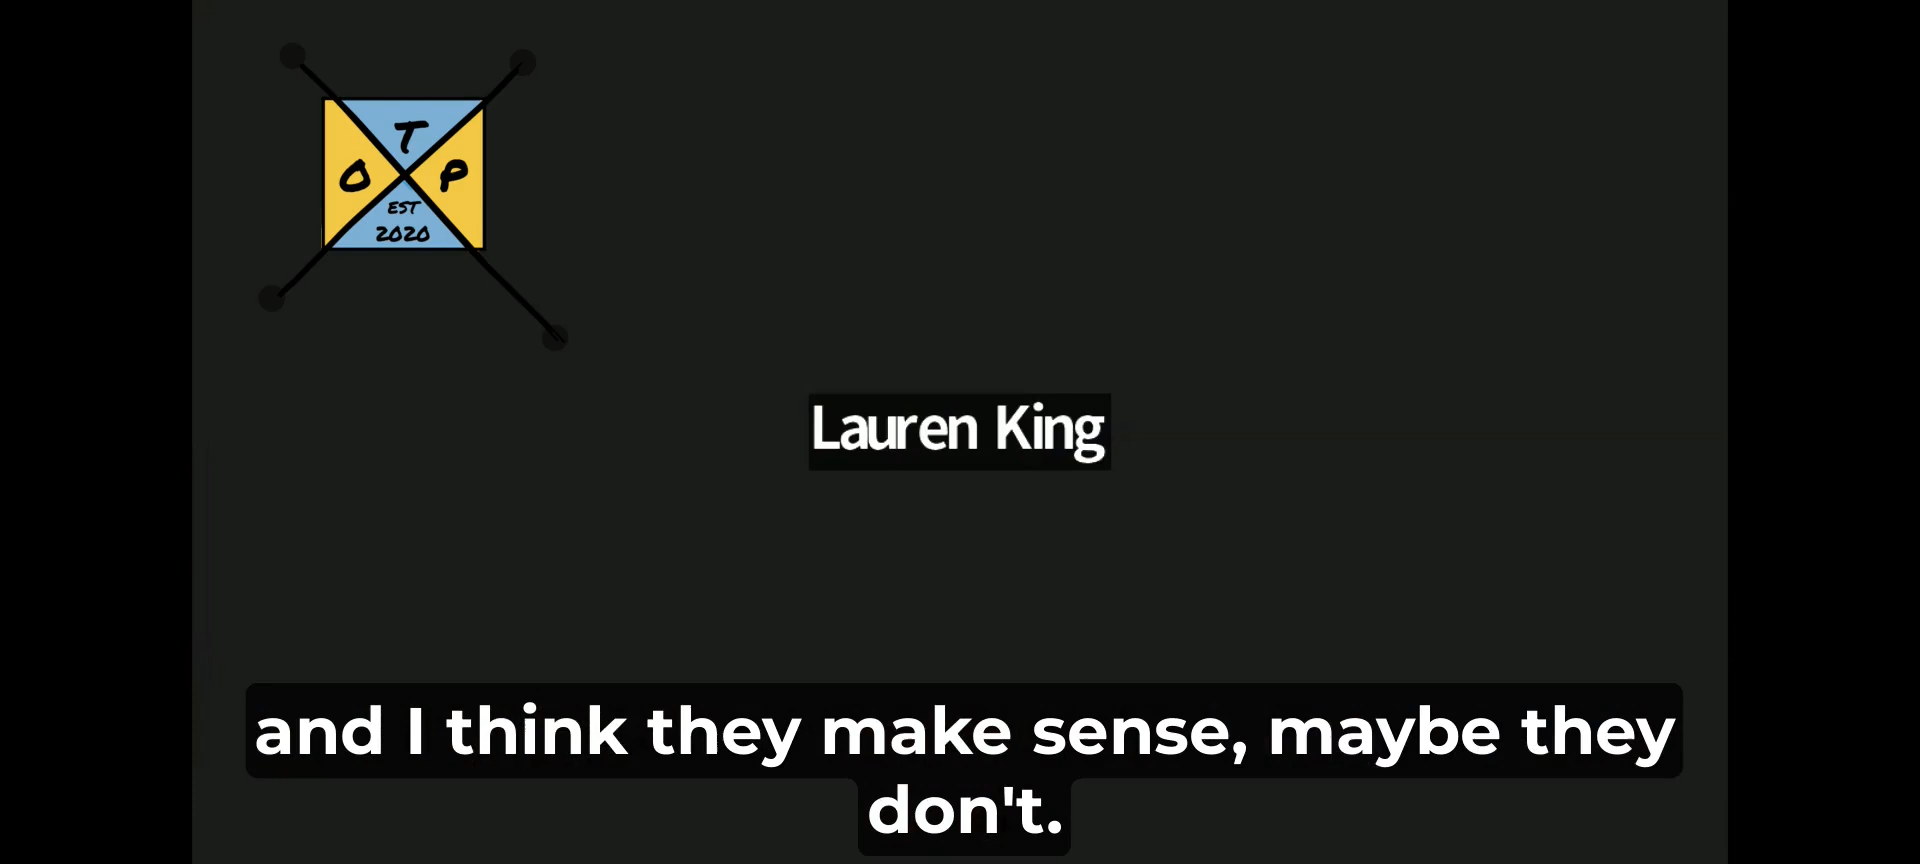 T
O P
EST
2020
Lauren King
and I think they make sense, maybe they
don't.